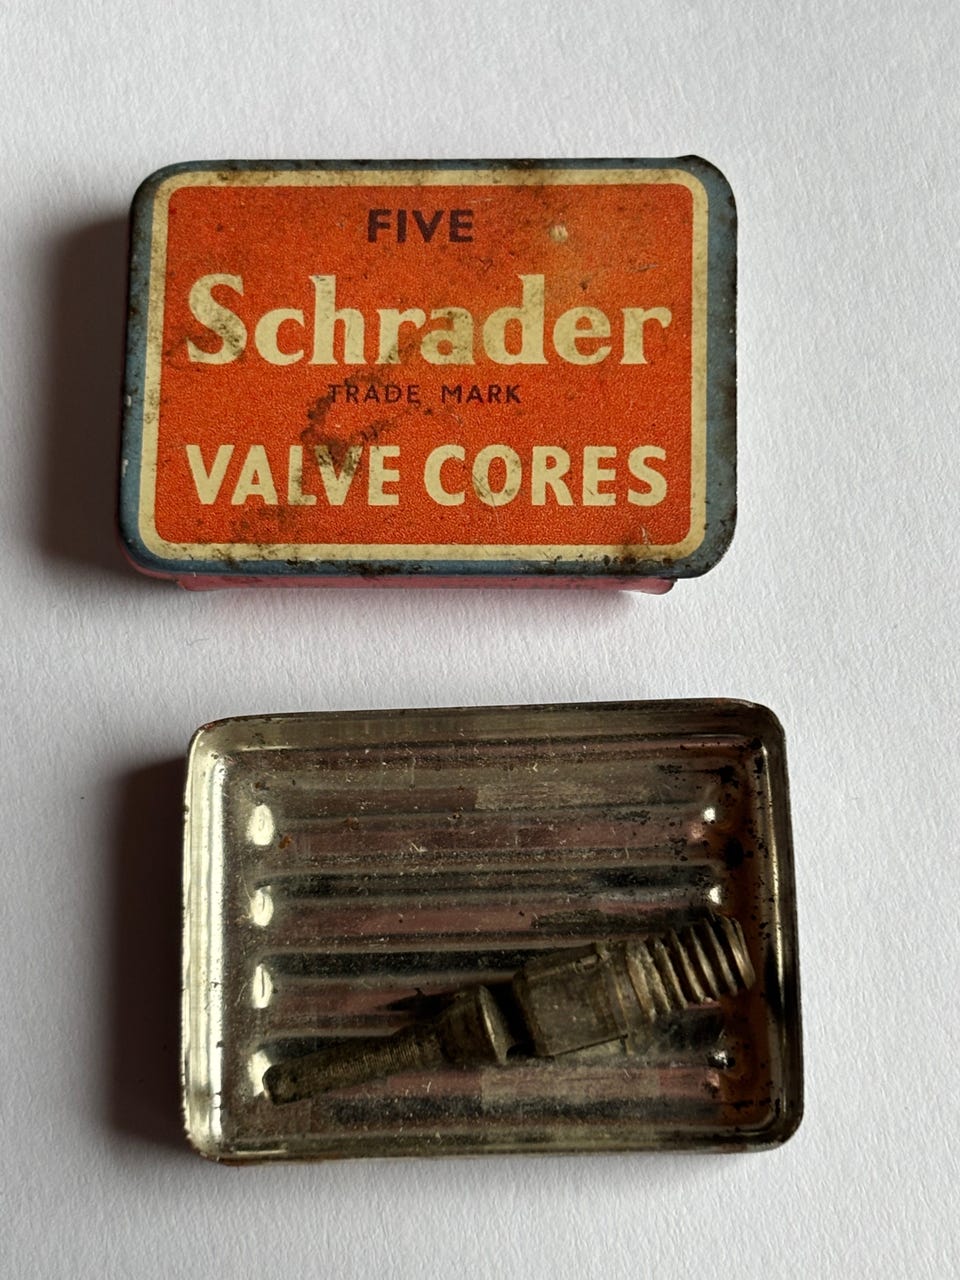 FIVE
Schrader
TRADE MARK
VALVE CORES